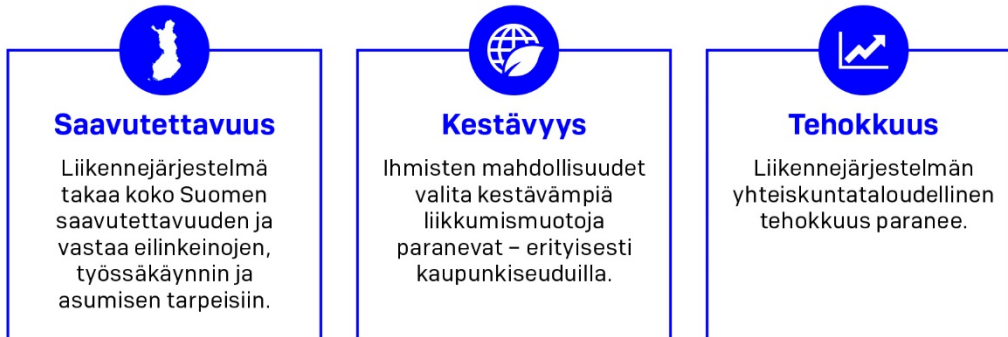 Saavutettavuus
Liikennejärjestelmä
takaa koko Suomen
saavutettavuuden ja
vastaa eilinkeinojen,
työssäkäynnin ja
asumisen tarpeisiin.
Kestävyys
Ihmisten mahdollisuudet
valita kestävämpiä
liikkumismuotoja
paranevat – erityisesti
kaupunkiseuduilla.
Tehokkuus
Liikennejärjestelmän
yhteiskuntataloudellinen
tehokkuus paranee.